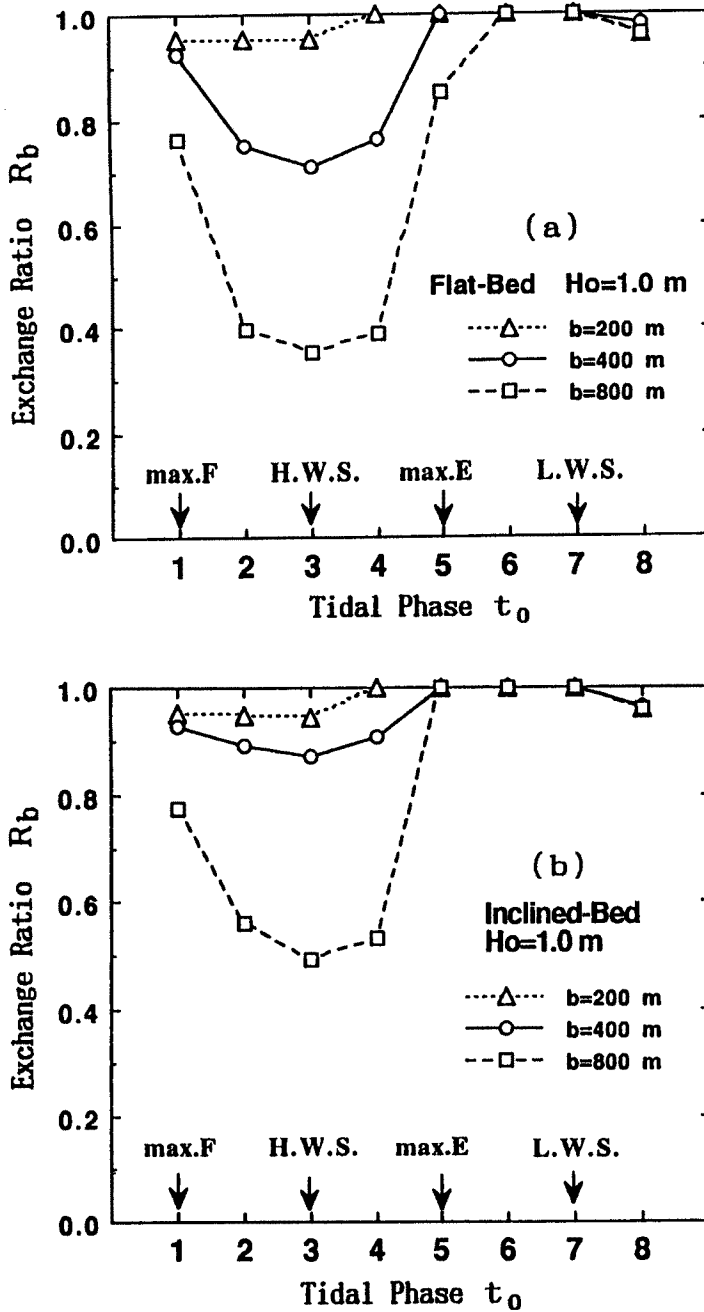 1.0
0.8
0.6
0.4
0.2
0.0
Exchange Ratio Rb
(a)
Flat-Bed Ho=1.0 m
b=200 m
b=400 m
b=800 m
max.F H.W.S. max.E L.W.S.
1 2 3 4 5 6 7 8
Tidal Phase t0
1.0
0.8
0.6
0.4
0.2
0.0
Exchange Ratio Rb
(b)
Inclined-Bed
Ho=1.0 m
b=200 m
b=400 m
b=800 m
max.F H.W.S. max.E L.W.S.
1 2 3 4 5 6 7 8
Tidal Phase t0